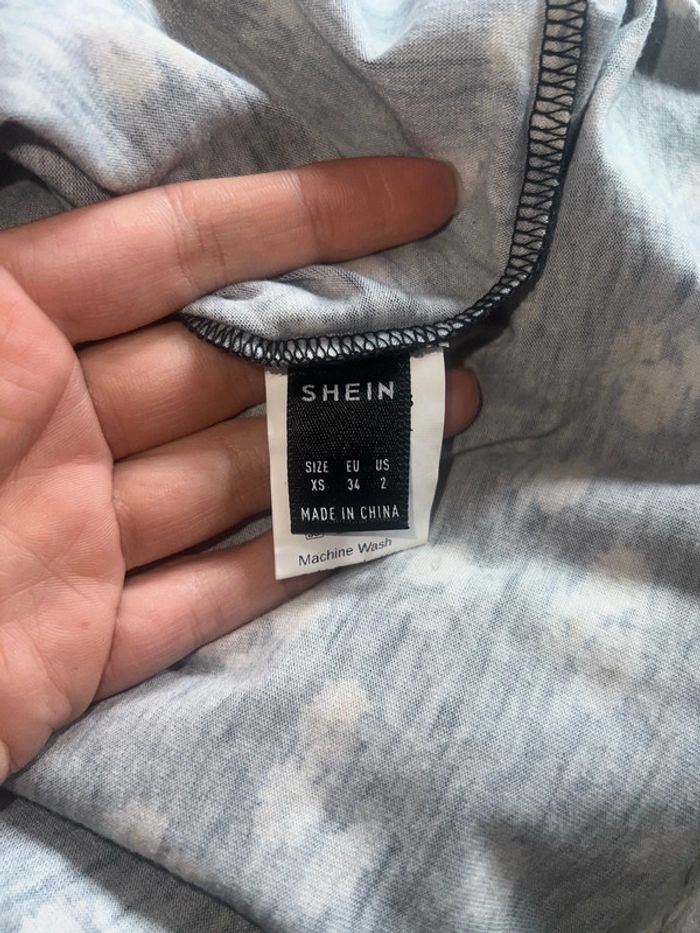 SHEIN
SIZE EU US
XS 34 2
MADE IN CHINA
Machine Wash